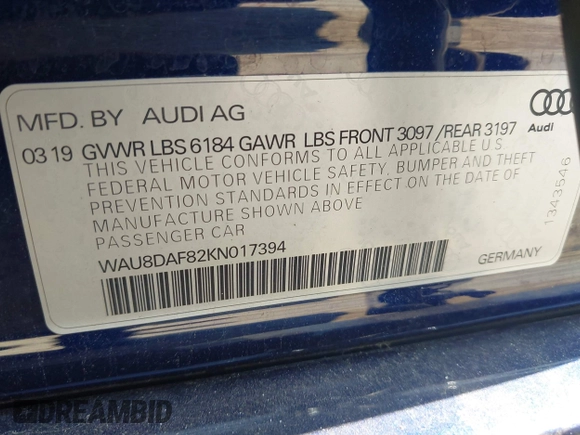 MFD. BY AUDI AG
03 19 GVWR LBS 6184 GAWR LBS FRONT 3097 /REAR 3197
THIS VEHICLE CONFORMS TO ALL APPLICABLE U S
FEDERAL MOTOR VEHICLE SAFETY, BUMPER AND THEFT
PREVENTION STANDARDS IN EFFECT ON THE DATE OF
MANUFACTURE SHOWN ABOVE
PASSENGER CAR
WAU8DAF82KN017394
GERMANY
Audi
1343546
DREAMBID